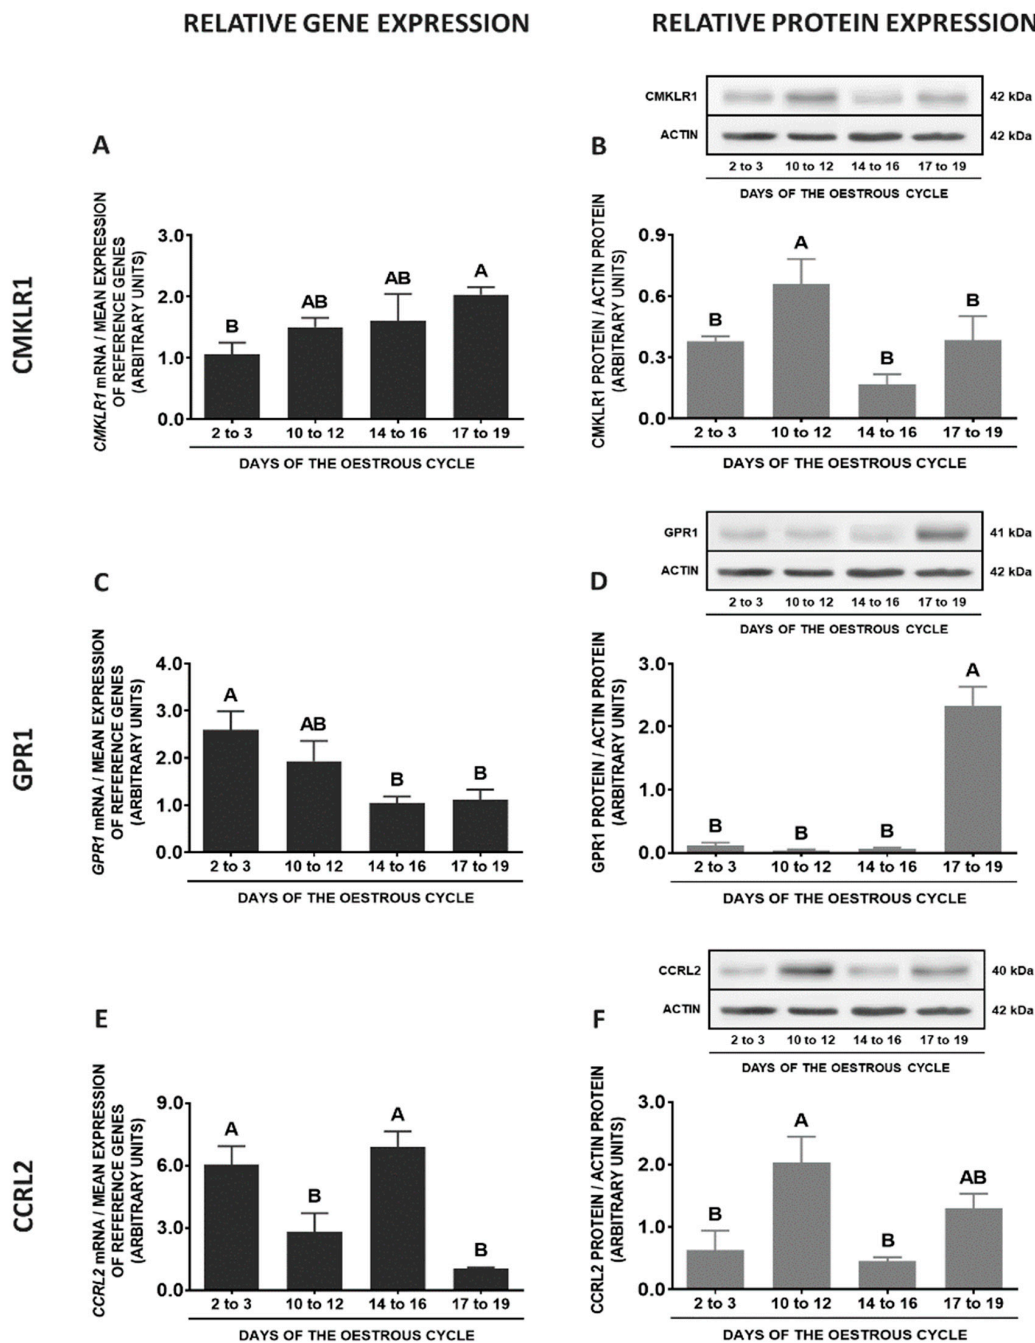 RELATIVE GENE EXPRESSION
RELATIVE PROTEIN EXPRESSION
CMKLR1
A
CMKLR1 mRNA / MEAN EXPRESSION
OF REFERENCE GENES
(ARBITRARY UNITS)
3.0
2.0
1.0
0.0
B
AB
AB
A
2 to 3
10 to 12
14 to 16
17 to 19
DAYS OF THE OESTROUS CYCLE
B
CMKLR1
42 kDa
ACTIN
42 kDa
2 to 3
10 to 12
14 to 16
17 to 19
DAYS OF THE OESTROUS CYCLE
CMKLR1 PROTEIN / ACTIN PROTEIN
(ARBITRARY UNITS)
0.9
0.6
0.3
0.0
B
A
B
B
2 to 3
10 to 12
14 to 16
17 to 19
DAYS OF THE OESTROUS CYCLE
GPR1
C
GPR1 mRNA / MEAN EXPRESSION
OF REFERENCE GENES
(ARBITRARY UNITS)
4.0
3.0
2.0
1.0
0.0
A
AB
B
B
2 to 3
10 to 12
14 to 16
17 to 19
DAYS OF THE OESTROUS CYCLE
D
GPR1
41 kDa
ACTIN
42 kDa
2 to 3
10 to 12
14 to 16
17 to 19
DAYS OF THE OESTROUS CYCLE
GPR1 PROTEIN / ACTIN PROTEIN
(ARBITRARY UNITS)
3.0
2.0
1.0
0.0
B
B
B
A
2 to 3
10 to 12
14 to 16
17 to 19
DAYS OF THE OESTROUS CYCLE
CCRL2
E
CCRL2 mRNA / MEAN EXPRESSION
OF REFERENCE GENES
(ARBITRARY UNITS)
9.0
6.0
3.0
0.0
A
B
A
B
2 to 3
10 to 12
14 to 16
17 to 19
DAYS OF THE OESTROUS CYCLE
F
CCRL2
40 kDa
ACTIN
42 kDa
2 to 3
10 to 12
14 to 16
17 to 19
DAYS OF THE OESTROUS CYCLE
CCRL2 PROTEIN / ACTIN PROTEIN
(ARBITRARY UNITS)
3.0
2.0
1.0
0.0
B
A
B
AB
2 to 3
10 to 12
14 to 16
17 to 19
DAYS OF THE OESTROUS CYCLE